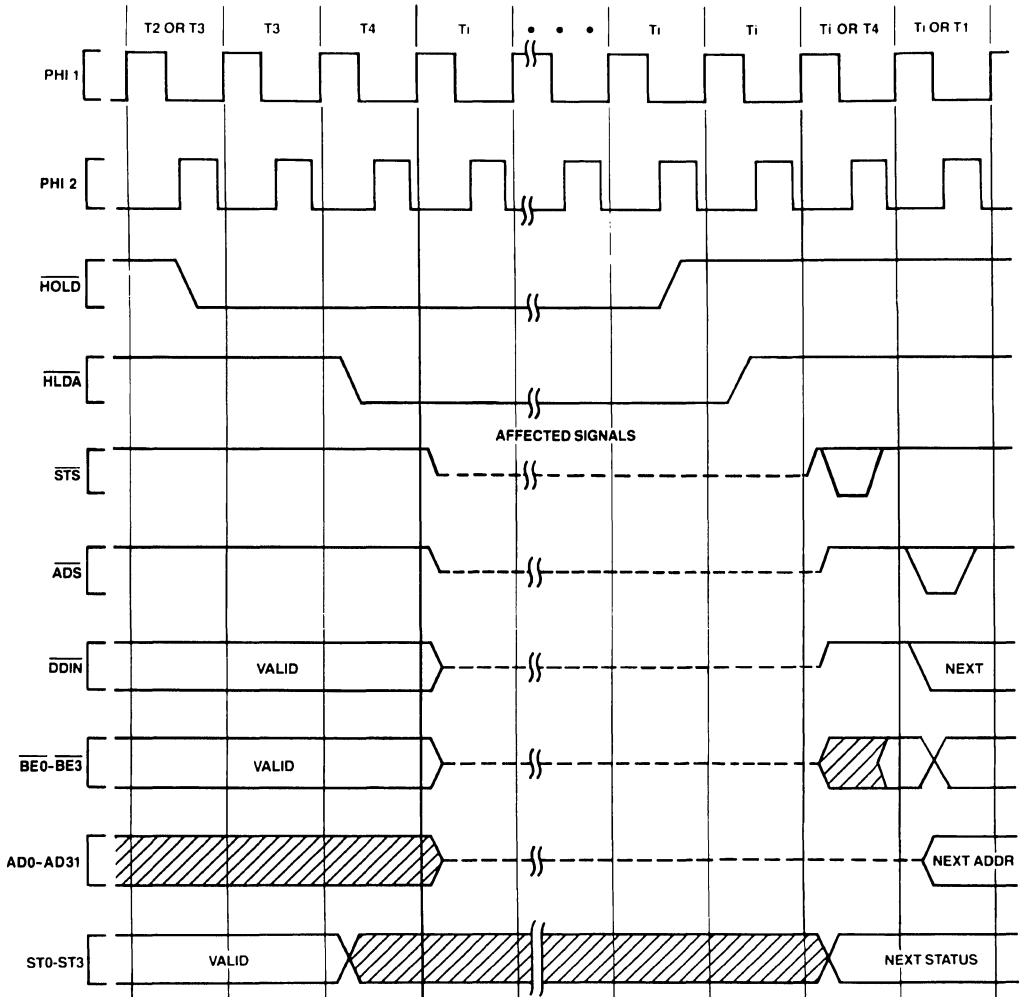 T2 OR T3 T3 T4 TI • • • TI Ti Ti OR T4 Ti OR T1
PHI 1
PHI 2
HOLD
HLDA
AFFECTED SIGNALS
STS
ADS
DDIN VALID NEXT
BE0-BE3 VALID
AD0-AD31 NEXT ADDR
ST0-ST3 VALID NEXT STATUS